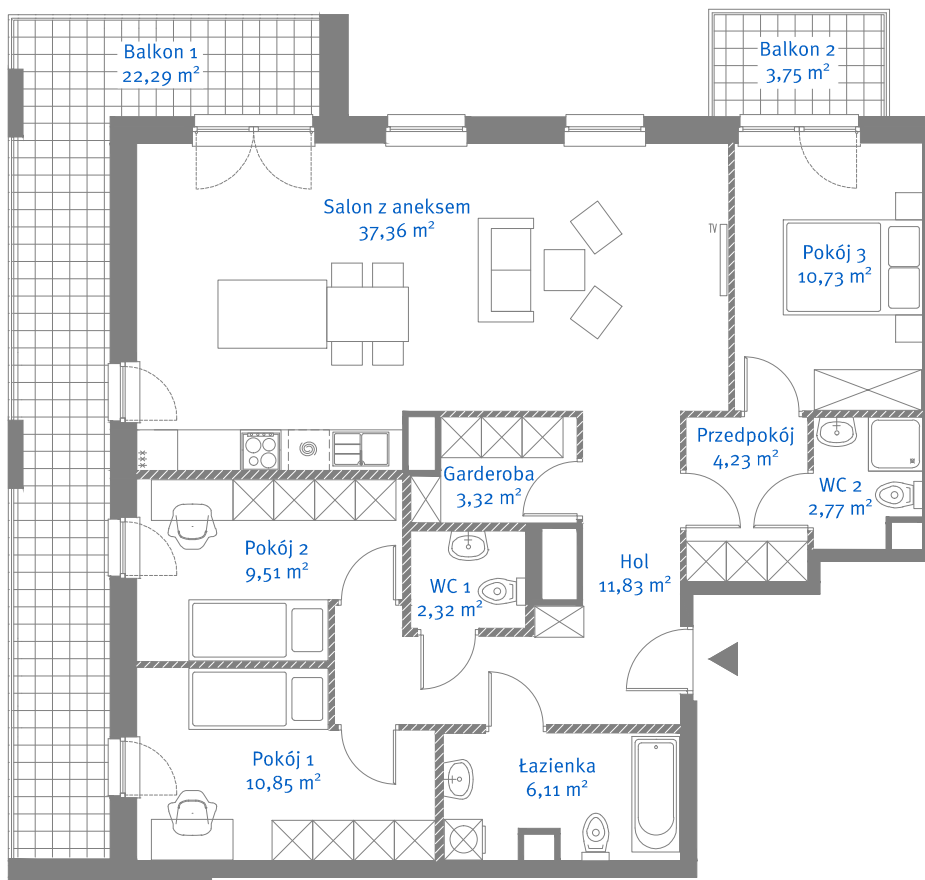 Balkon 1
22,29 m²
Balkon 2
3,75 m²
Salon z aneksem
37,36 m²
TV
Pokój 3
10,73 m²
Przedpokój
4,23 m²
Garderoba
3,32 m²
WC 2
2,77 m²
Pokój 2
9,51 m²
WC 1
2,32 m²
Hol
11,83 m²
Pokój 1
10,85 m²
Łazienka
6,11 m²